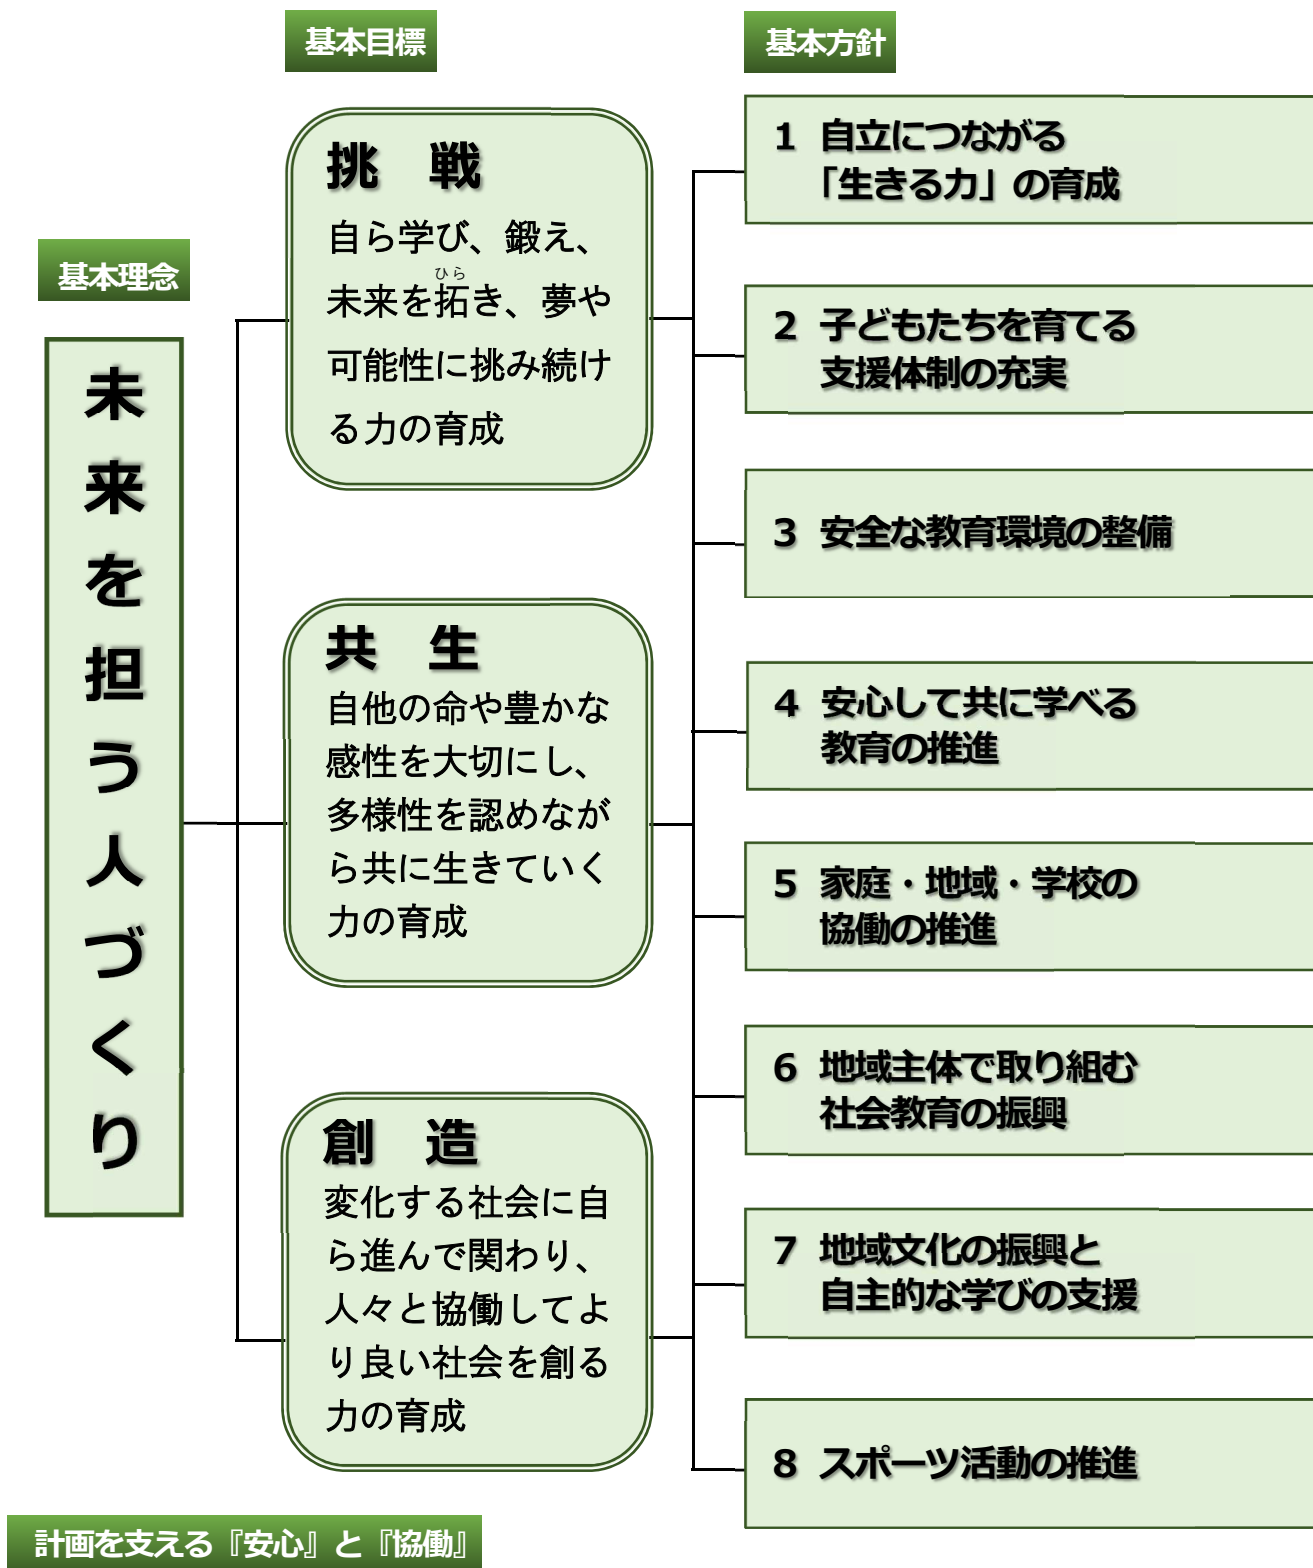 基本理念
未来を担う人づくり
基本目標
挑　戦
自ら学び、鍛え、
ひら
未来を拓き、夢や
可能性に挑み続け
る力の育成
共　生
自他の命や豊かな
感性を大切にし、
多様性を認めなが
ら共に生きていく
力の育成
創　造
変化する社会に自
ら進んで関わり、
人々と協働してよ
り良い社会を創る
力の育成
基本方針
1 自立につながる
「生きる力」の育成
2 子どもたちを育てる
支援体制の充実
3 安全な教育環境の整備
4 安心して共に学べる
教育の推進
5 家庭・地域・学校の
協働の推進
6 地域主体で取り組む
社会教育の振興
7 地域文化の振興と
自主的な学びの支援
8 スポーツ活動の推進
計画を支える『安心』と『協働』